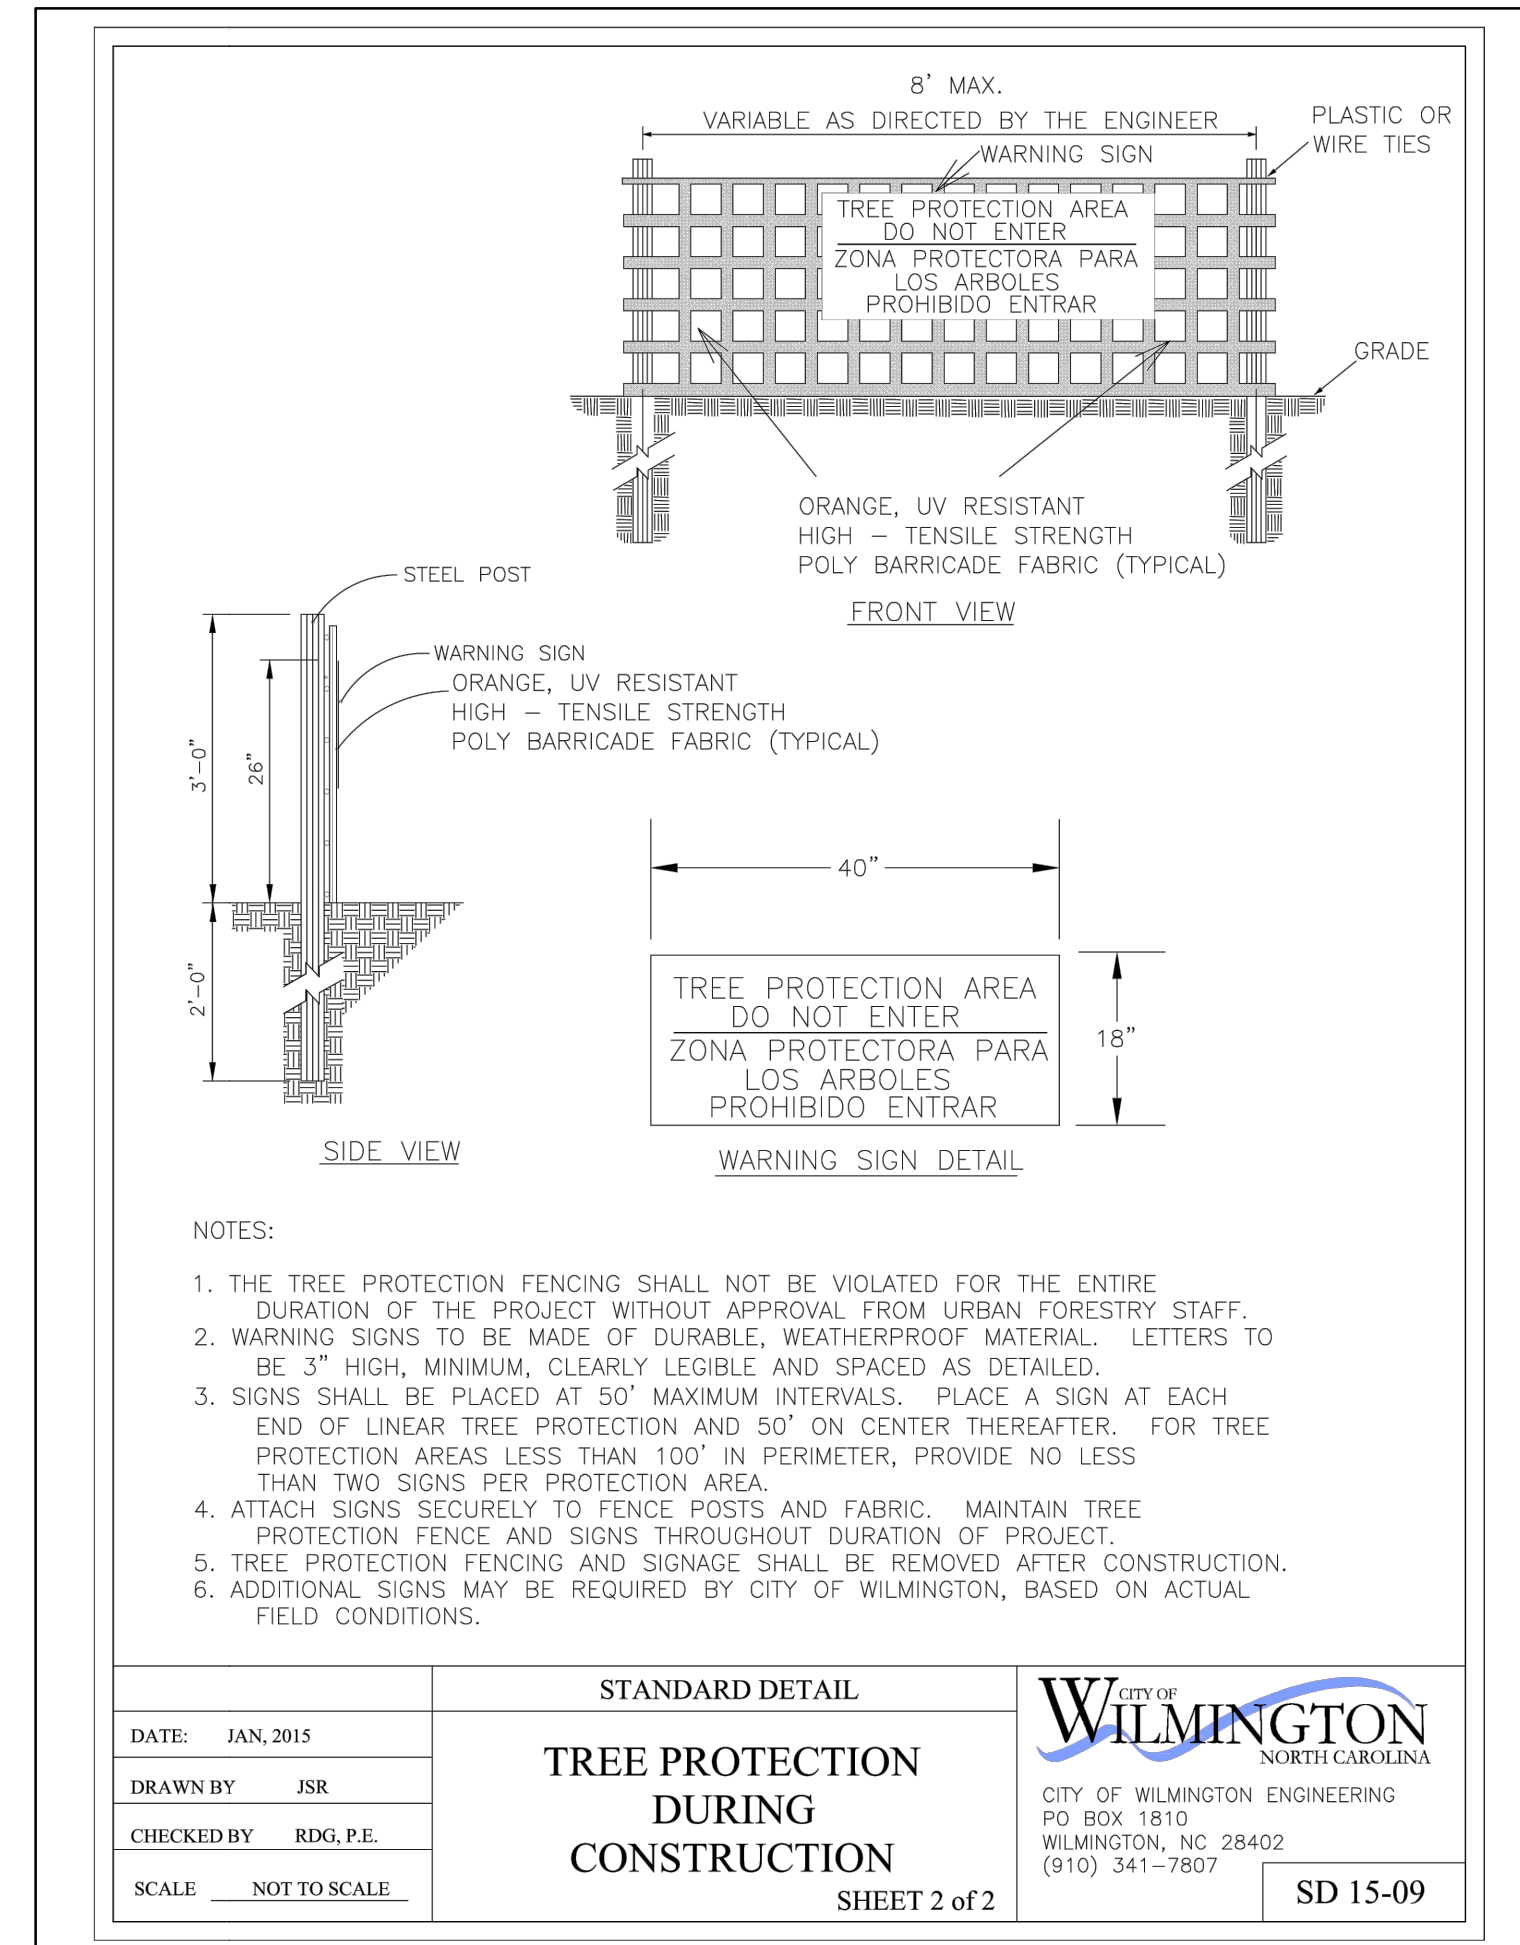 8' MAX.
VARIABLE AS DIRECTED BY THE ENGINEER
PLASTIC OR
WIRE TIES
WARNING SIGN
TREE PROTECTION AREA
DO NOT ENTER
ZONA PROTECTORA PARA
LOS ARBOLES
PROHIBIDO ENTRAR
GRADE
ORANGE, UV RESISTANT
HIGH – TENSILE STRENGTH
POLY BARRICADE FABRIC (TYPICAL)
FRONT VIEW
STEEL POST
WARNING SIGN
ORANGE, UV RESISTANT
HIGH – TENSILE STRENGTH
POLY BARRICADE FABRIC (TYPICAL)
3'–0"
26"
2'–0"
SIDE VIEW
40"
18"
TREE PROTECTION AREA
DO NOT ENTER
ZONA PROTECTORA PARA
LOS ARBOLES
PROHIBIDO ENTRAR
WARNING SIGN DETAIL
NOTES:
1. THE TREE PROTECTION FENCING SHALL NOT BE VIOLATED FOR THE ENTIRE
DURATION OF THE PROJECT WITHOUT APPROVAL FROM URBAN FORESTRY STAFF.
2. WARNING SIGNS TO BE MADE OF DURABLE, WEATHERPROOF MATERIAL. LETTERS TO
BE 3" HIGH, MINIMUM, CLEARLY LEGIBLE AND SPACED AS DETAILED.
3. SIGNS SHALL BE PLACED AT 50' MAXIMUM INTERVALS. PLACE A SIGN AT EACH
END OF LINEAR TREE PROTECTION AND 50' ON CENTER THEREAFTER. FOR TREE
PROTECTION AREAS LESS THAN 100' IN PERIMETER, PROVIDE NO LESS
THAN TWO SIGNS PER PROTECTION AREA.
4. ATTACH SIGNS SECURELY TO FENCE POSTS AND FABRIC. MAINTAIN TREE
PROTECTION FENCE AND SIGNS THROUGHOUT DURATION OF PROJECT.
5. TREE PROTECTION FENCING AND SIGNAGE SHALL BE REMOVED AFTER CONSTRUCTION.
6. ADDITIONAL SIGNS MAY BE REQUIRED BY CITY OF WILMINGTON, BASED ON ACTUAL
FIELD CONDITIONS.
DATE: JAN, 2015
DRAWN BY JSR
CHECKED BY RDG, P.E.
SCALE NOT TO SCALE
STANDARD DETAIL
TREE PROTECTION
DURING
CONSTRUCTION
SHEET 2 of 2
CITY OF
WILMINGTON
NORTH CAROLINA
CITY OF WILMINGTON ENGINEERING
PO BOX 1810
WILMINGTON, NC 28402
(910) 341–7807
SD 15-09